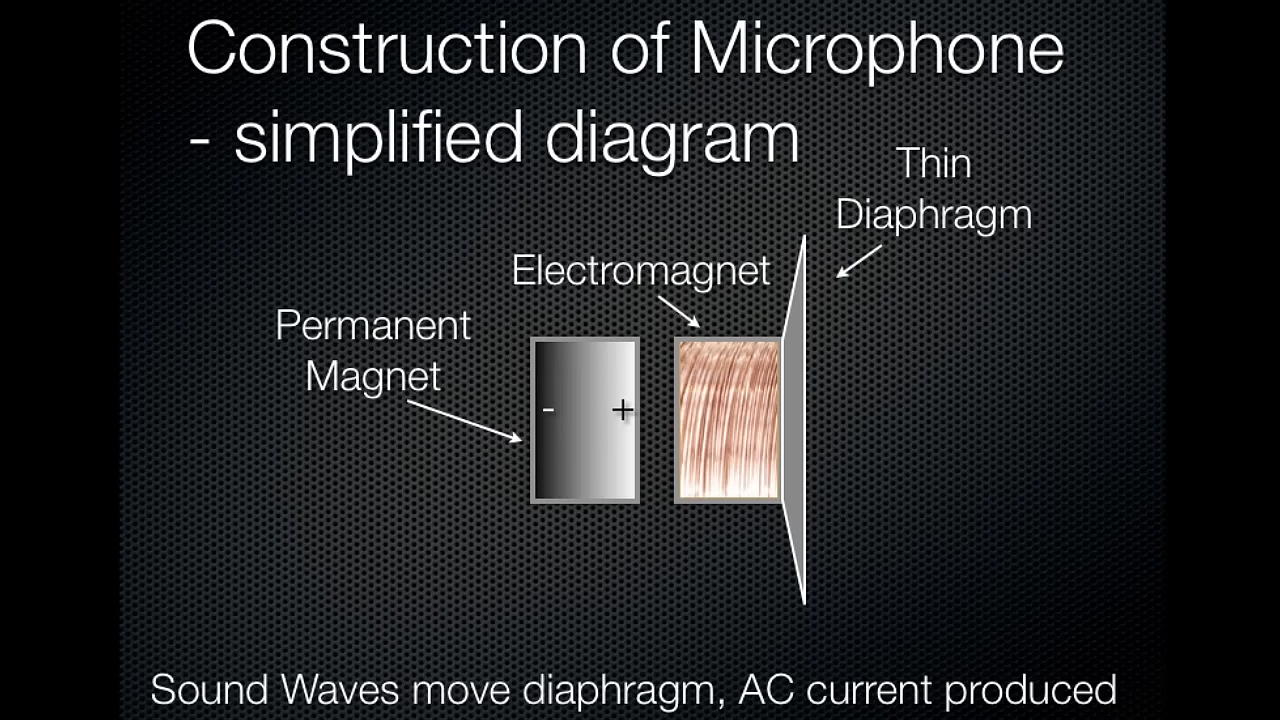 Construction of Microphone
- simplified diagram
Thin
Diaphragm
Electromagnet
Permanent
Magnet
- +
Sound Waves move diaphragm, AC current produced